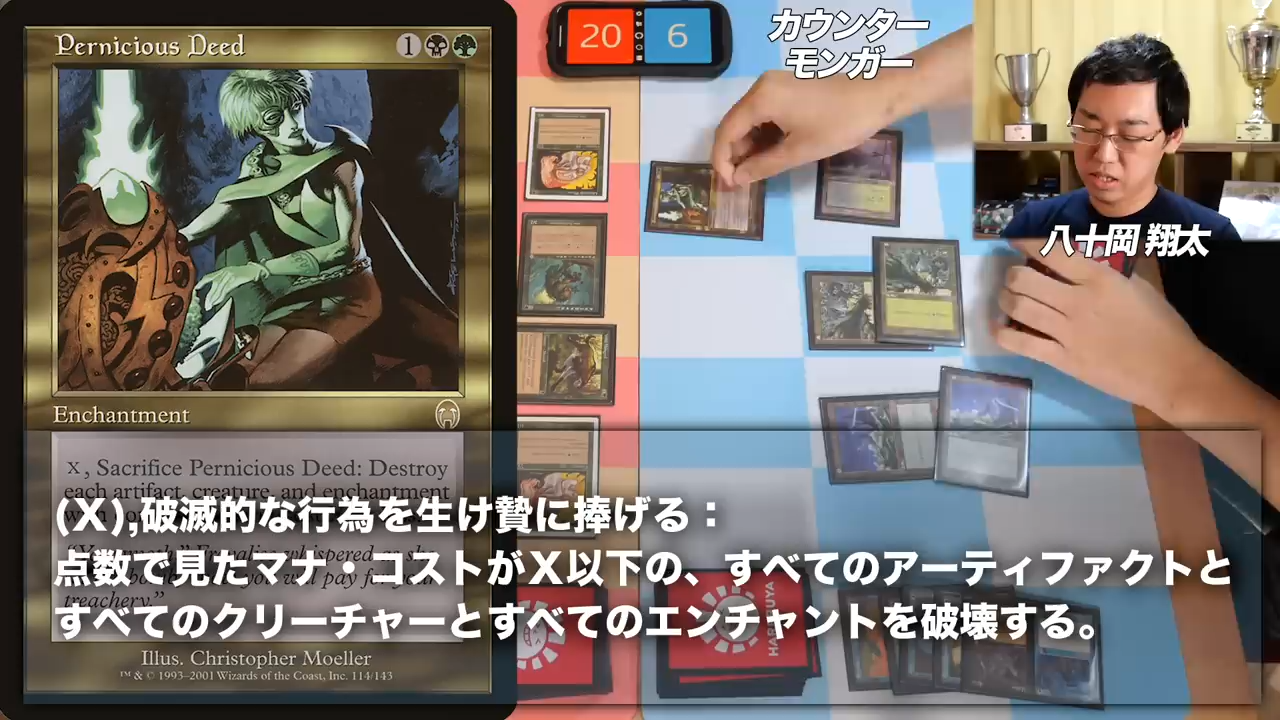 Pernicious Deed
1
Enchantment
X, Sacrifice Pernicious Deed: Destroy
each artifact, creature, and enchantment
treachery."
Illus. Christopher Moeller
™ & © 1993–2001 Wizards of the Coast, Inc. 114/143
20
6
カウンター
モンガー
八十岡 翔太
(X),破滅的な行為を生け贄に捧げる：
点数で見たマナ・コストがX以下の、すべてのアーティファクトと
すべてのクリーチャーとすべてのエンチャントを破壊する。
HARERUYA